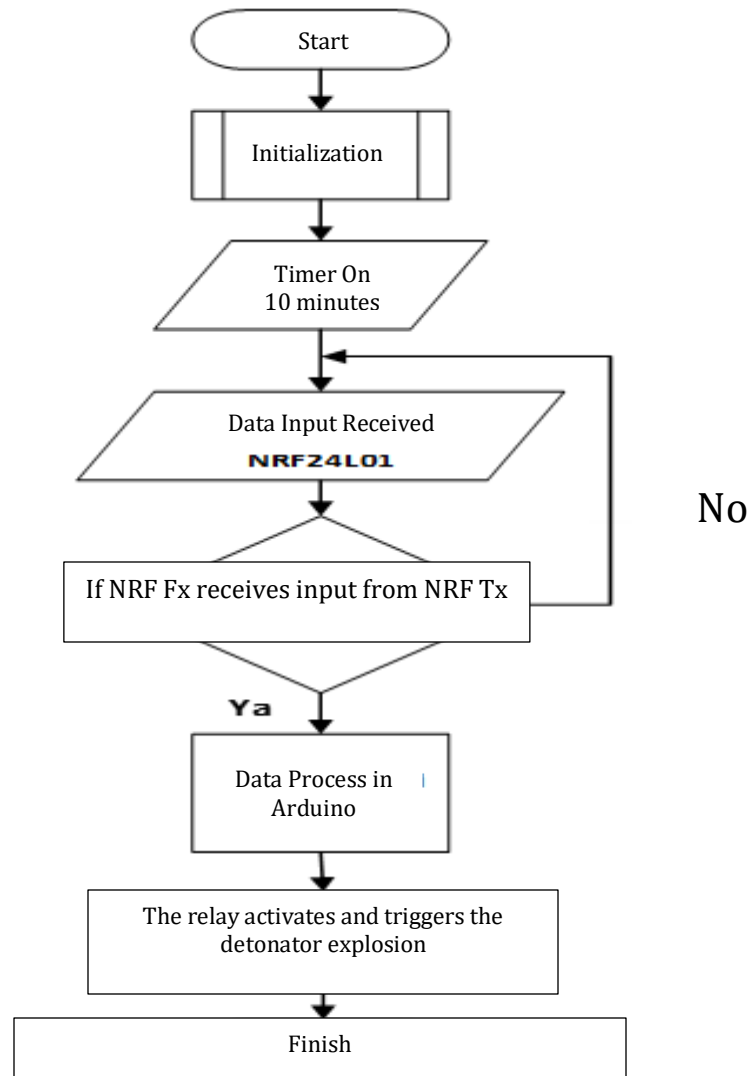 Start
Initialization
Timer On
10 minutes
Data Input Received
NRF24L01
No
If NRF Fx receives input from NRF Tx
Ya
Data Process in
Arduino
The relay activates and triggers the
detonator explosion
Finish